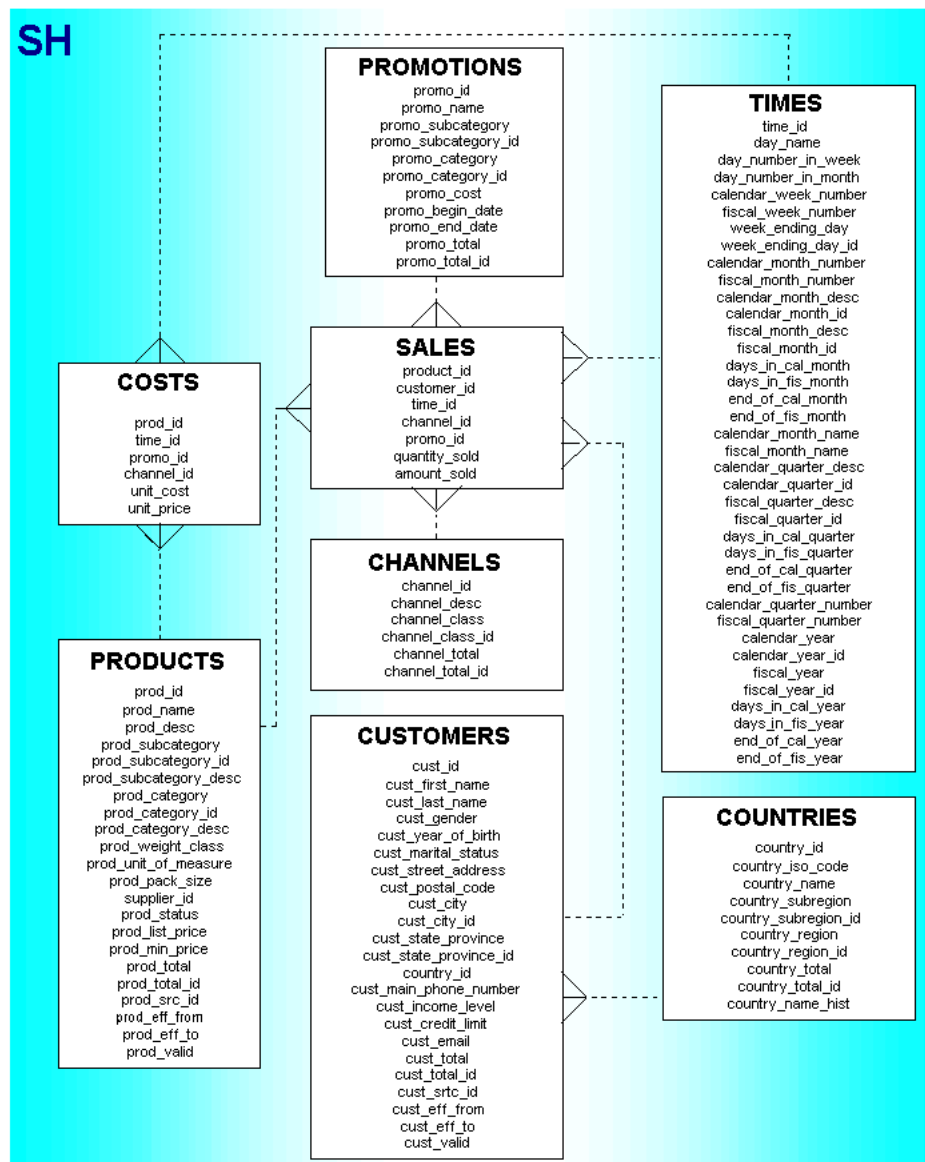 SH
PROMOTIONS
promo_id
promo_name
promo_subcategory
promo_subcategory_id
promo_category
promo_category_id
promo_cost
promo_begin_date
promo_end_date
promo_total
promo_total_id
TIMES
time_id
day_name
day_number_in_week
day_number_in_month
calendar_week_number
fiscal_week_number
week_ending_day
week_ending_day_id
calendar_month_number
fiscal_month_number
calendar_month_desc
calendar_month_id
fiscal_month_desc
fiscal_month_id
days_in_cal_month
days_in_fis_month
end_of_cal_month
end_of_fis_month
calendar_month_name
fiscal_month_name
calendar_quarter_desc
calendar_quarter_id
fiscal_quarter_desc
fiscal_quarter_id
days_in_cal_quarter
days_in_fis_quarter
end_of_cal_quarter
end_of_fis_quarter
calendar_quarter_number
fiscal_quarter_number
calendar_year
calendar_year_id
fiscal_year
fiscal_year_id
days_in_cal_year
days_in_fis_year
end_of_cal_year
end_of_fis_year
COSTS
prod_id
time_id
promo_id
channel_id
unit_cost
unit_price
SALES
product_id
customer_id
time_id
channel_id
promo_id
quantity_sold
amount_sold
CHANNELS
channel_id
channel_desc
channel_class
channel_class_id
channel_total
channel_total_id
PRODUCTS
prod_id
prod_name
prod_desc
prod_subcategory
prod_subcategory_id
prod_subcategory_desc
prod_category
prod_category_id
prod_category_desc
prod_weight_class
prod_unit_of_measure
prod_pack_size
supplier_id
prod_status
prod_list_price
prod_min_price
prod_total
prod_total_id
prod_src_id
prod_eff_from
prod_eff_to
prod_valid
CUSTOMERS
cust_id
cust_first_name
cust_last_name
cust_gender
cust_year_of_birth
cust_marital_status
cust_street_address
cust_postal_code
cust_city
cust_city_id
cust_state_province
cust_state_province_id
country_id
cust_main_phone_number
cust_income_level
cust_credit_limit
cust_email
cust_total
cust_total_id
cust_srtc_id
cust_eff_from
cust_eff_to
cust_valid
COUNTRIES
country_id
country_iso_code
country_name
country_subregion
country_subregion_id
country_region
country_region_id
country_total
country_total_id
country_name_hist